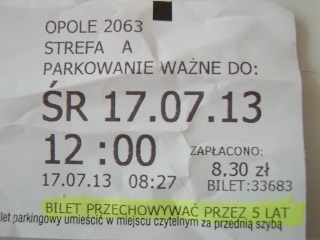 OPOLE 2063
STREFA A
PARKOWANIE WAŻNE DO:
ŚR 17.07.13
12 :00 ZAPŁACONO:
8,30 zł
17.07.13 08:27 BILET:33683
BILET PRZECHOWYWAĆ PRZEZ 5 LAT
ilet parkingowy umieścić w miejscu czytelnym za przednią szybą